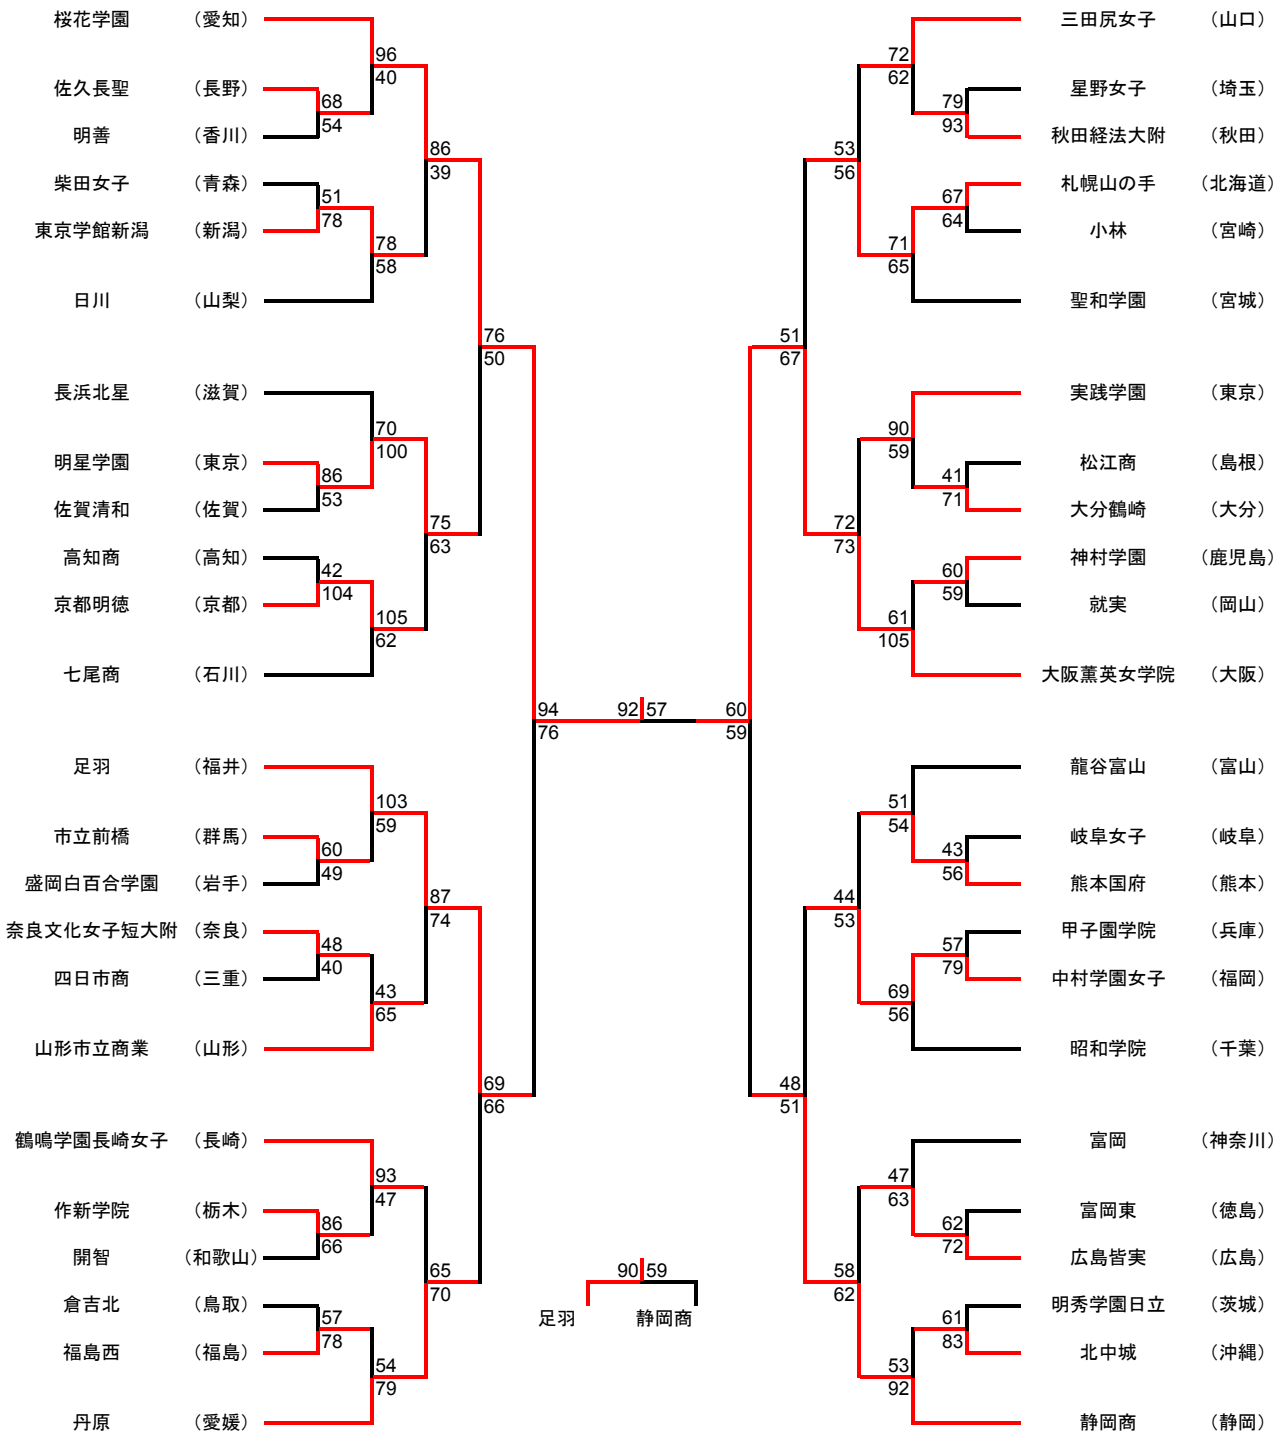 桜花学園 （愛知）
96
40
佐久長聖 （長野）
68
54
明善 （香川）
86
39
柴田女子 （青森）
51
78
東京学館新潟 （新潟）
78
58
日川 （山梨）
76
50
長浜北星 （滋賀）
70
100
明星学園 （東京）
86
53
佐賀清和 （佐賀）
75
63
高知商 （高知）
42
104
京都明徳 （京都）
105
62
七尾商 （石川）
94
76
足羽 （福井）
103
59
市立前橋 （群馬）
60
49
盛岡白百合学園 （岩手）
87
74
奈良文化女子短大附 （奈良）
48
40
四日市商 （三重）
43
65
山形市立商業 （山形）
69
66
鶴鳴学園長崎女子 （長崎）
93
47
作新学院 （栃木）
86
66
開智 （和歌山）
65
70
倉吉北 （鳥取）
57
78
福島西 （福島）
54
79
丹原 （愛媛）
92 57
90 59
足羽 静岡商
三田尻女子 （山口）
72
62
星野女子 （埼玉）
79
93
秋田経法大附 （秋田）
53
56
札幌山の手 （北海道）
67
64
小林 （宮崎）
71
65
聖和学園 （宮城）
51
67
実践学園 （東京）
90
59
松江商 （島根）
41
71
大分鶴崎 （大分）
72
73
神村学園 （鹿児島）
60
59
就実 （岡山）
61
105
大阪薫英女学院 （大阪）
60
59
龍谷富山 （富山）
51
54
岐阜女子 （岐阜）
43
56
熊本国府 （熊本）
44
53
甲子園学院 （兵庫）
57
79
中村学園女子 （福岡）
69
56
昭和学院 （千葉）
48
51
富岡 （神奈川）
47
63
富岡東 （徳島）
62
72
広島皆実 （広島）
58
62
明秀学園日立 （茨城）
61
83
北中城 （沖縄）
53
92
静岡商 （静岡）